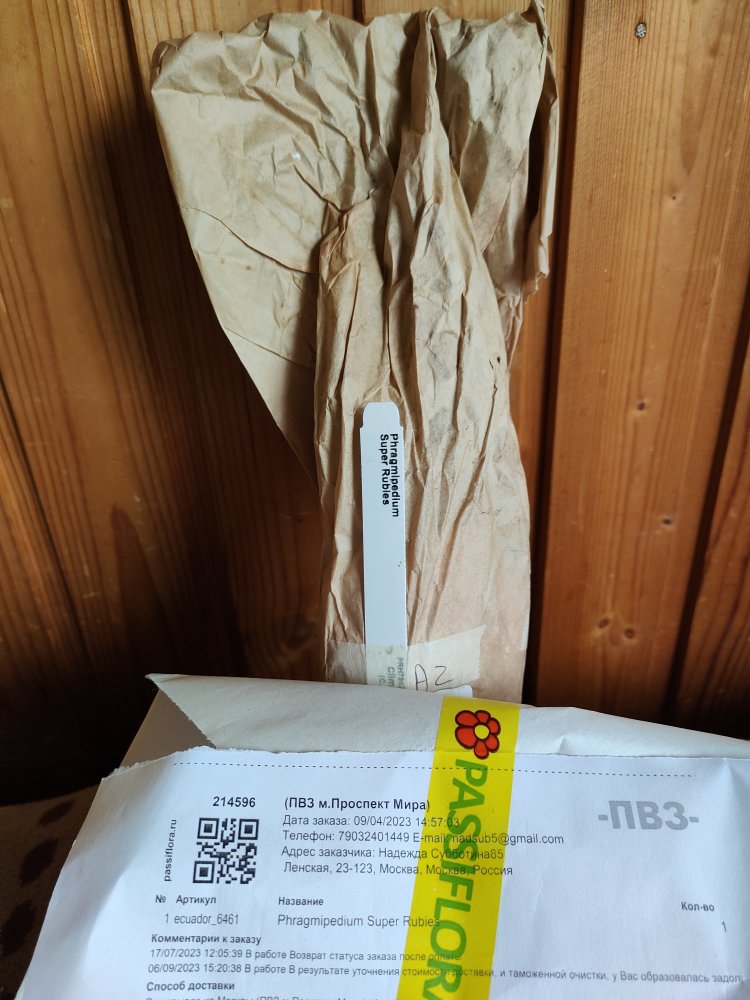 Phragmipedium
Super Rubies
A2
214596
(ПВЗ м.Проспект Мира)
-ПВЗ-
Дата заказа: 09/04/2023 14:57:03
Телефон: 79032401449 E-mail: nadsub5@gmail.com
Адрес заказчика: Надежда Субботина85
Ленская, 23-123, Москва, Москва, Россия
passiflora.ru
№ Артикул Название Кол-во
1 ecuador_6461 Phragmipedium Super Rubies 1
Комментарии к заказу
17/07/2023 12:05:39 В работе Возврат статуса заказа после оплаты
06/09/2023 15:20:38 В работе В результате уточнения стоимости доставки, и таможенной очистки, у Вас образовалась задол
Способ доставки
PASSIFLORA